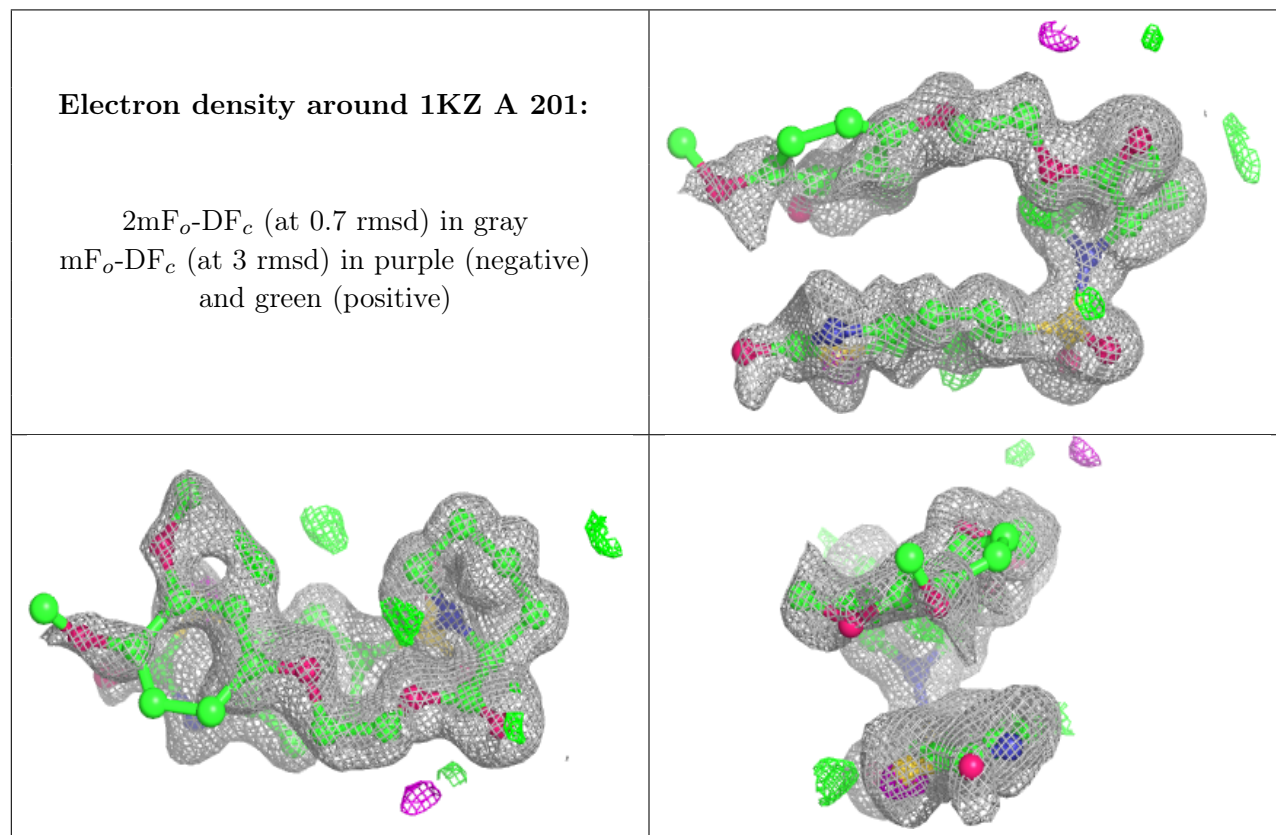 Electron density around 1KZ A 201:
2mFo-DFc (at 0.7 rmsd) in gray
mFo-DFc (at 3 rmsd) in purple (negative)
and green (positive)